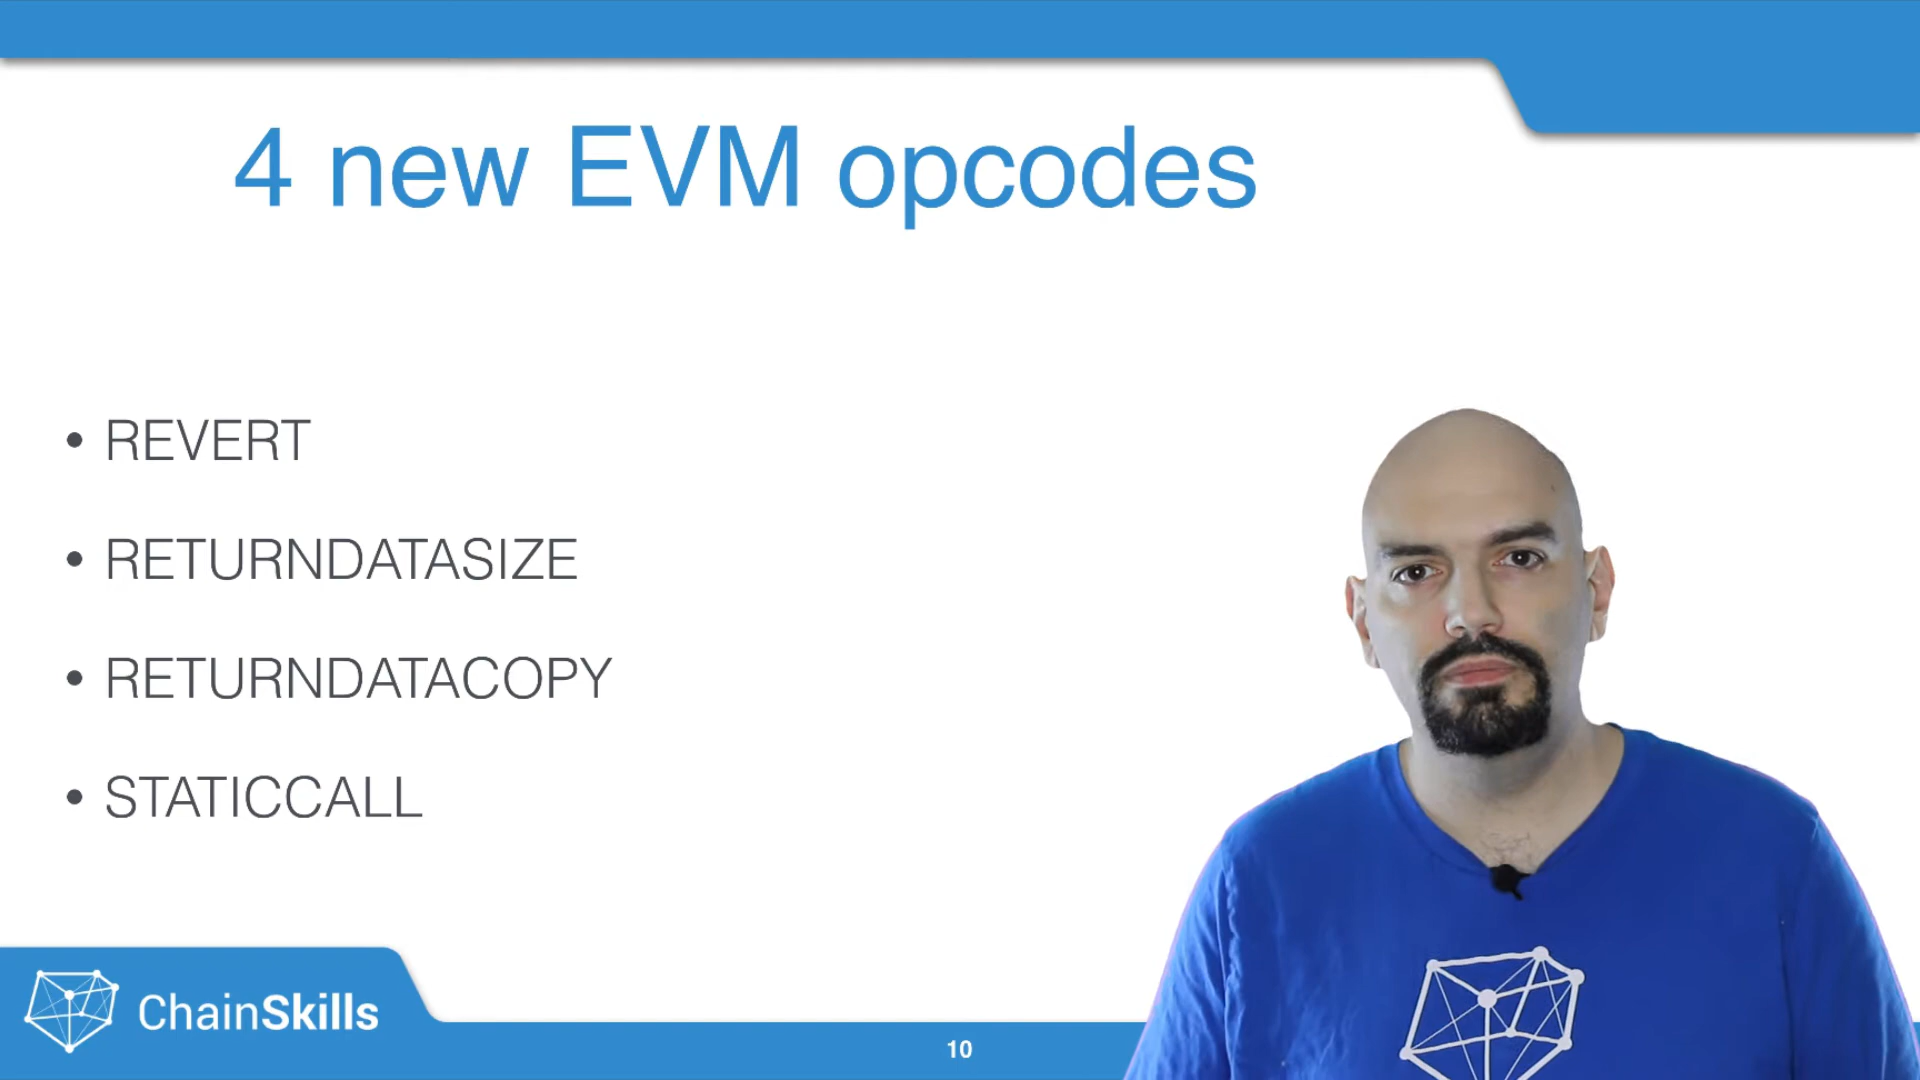 4 new EVM opcodes
• REVERT
• RETURNDATASIZE
• RETURNDATACOPY
• STATICCALL
ChainSkills
10